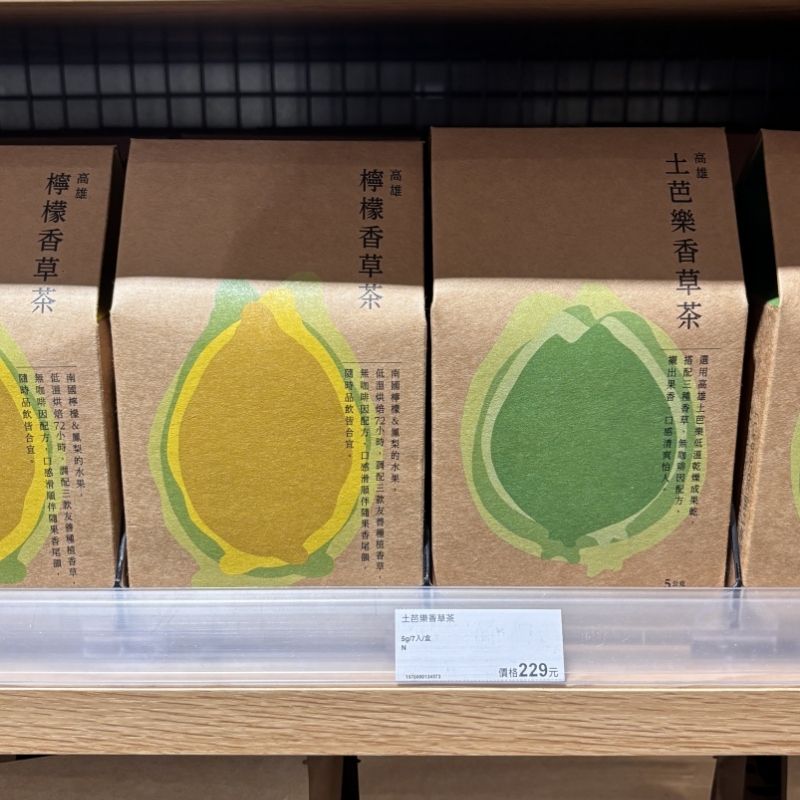 高雄
檸檬香草茶
南國檸檬&鳳梨的水果，
低溫烘焙72小時，調配三款友善種植香草，
無咖啡因配方，口感滑順伴隨果香尾韻，
隨時品飲皆合宜。
高雄
檸檬香草茶
南國檸檬&鳳梨的水果，
低溫烘焙72小時，調配三款友善種植香草，
無咖啡因配方，口感滑順伴隨果香尾韻，
隨時品飲皆合宜。
高雄
土芭樂香草茶
選用高雄土芭樂低溫乾燥成果乾，
搭配三種香草，無咖啡因配方，
襯出果香，口感清爽怡人。
土芭樂香草茶
5g/7入/盒
N
價格229元